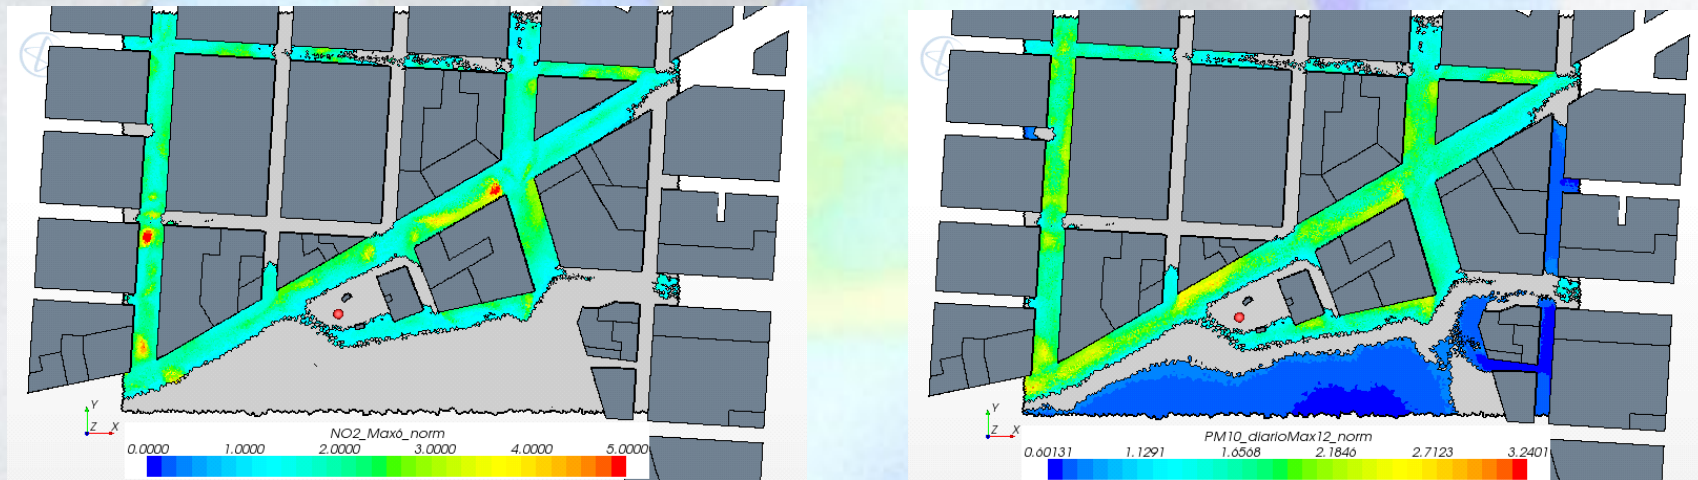 Y
Z X
NO2_Max6_norm
0.0000 1.0000 2.0000 3.0000 4.0000 5.0000
Y
Z X
PM10_diarioMax12_norm
0.60131 1.1291 1.6568 2.1846 2.7123 3.2401